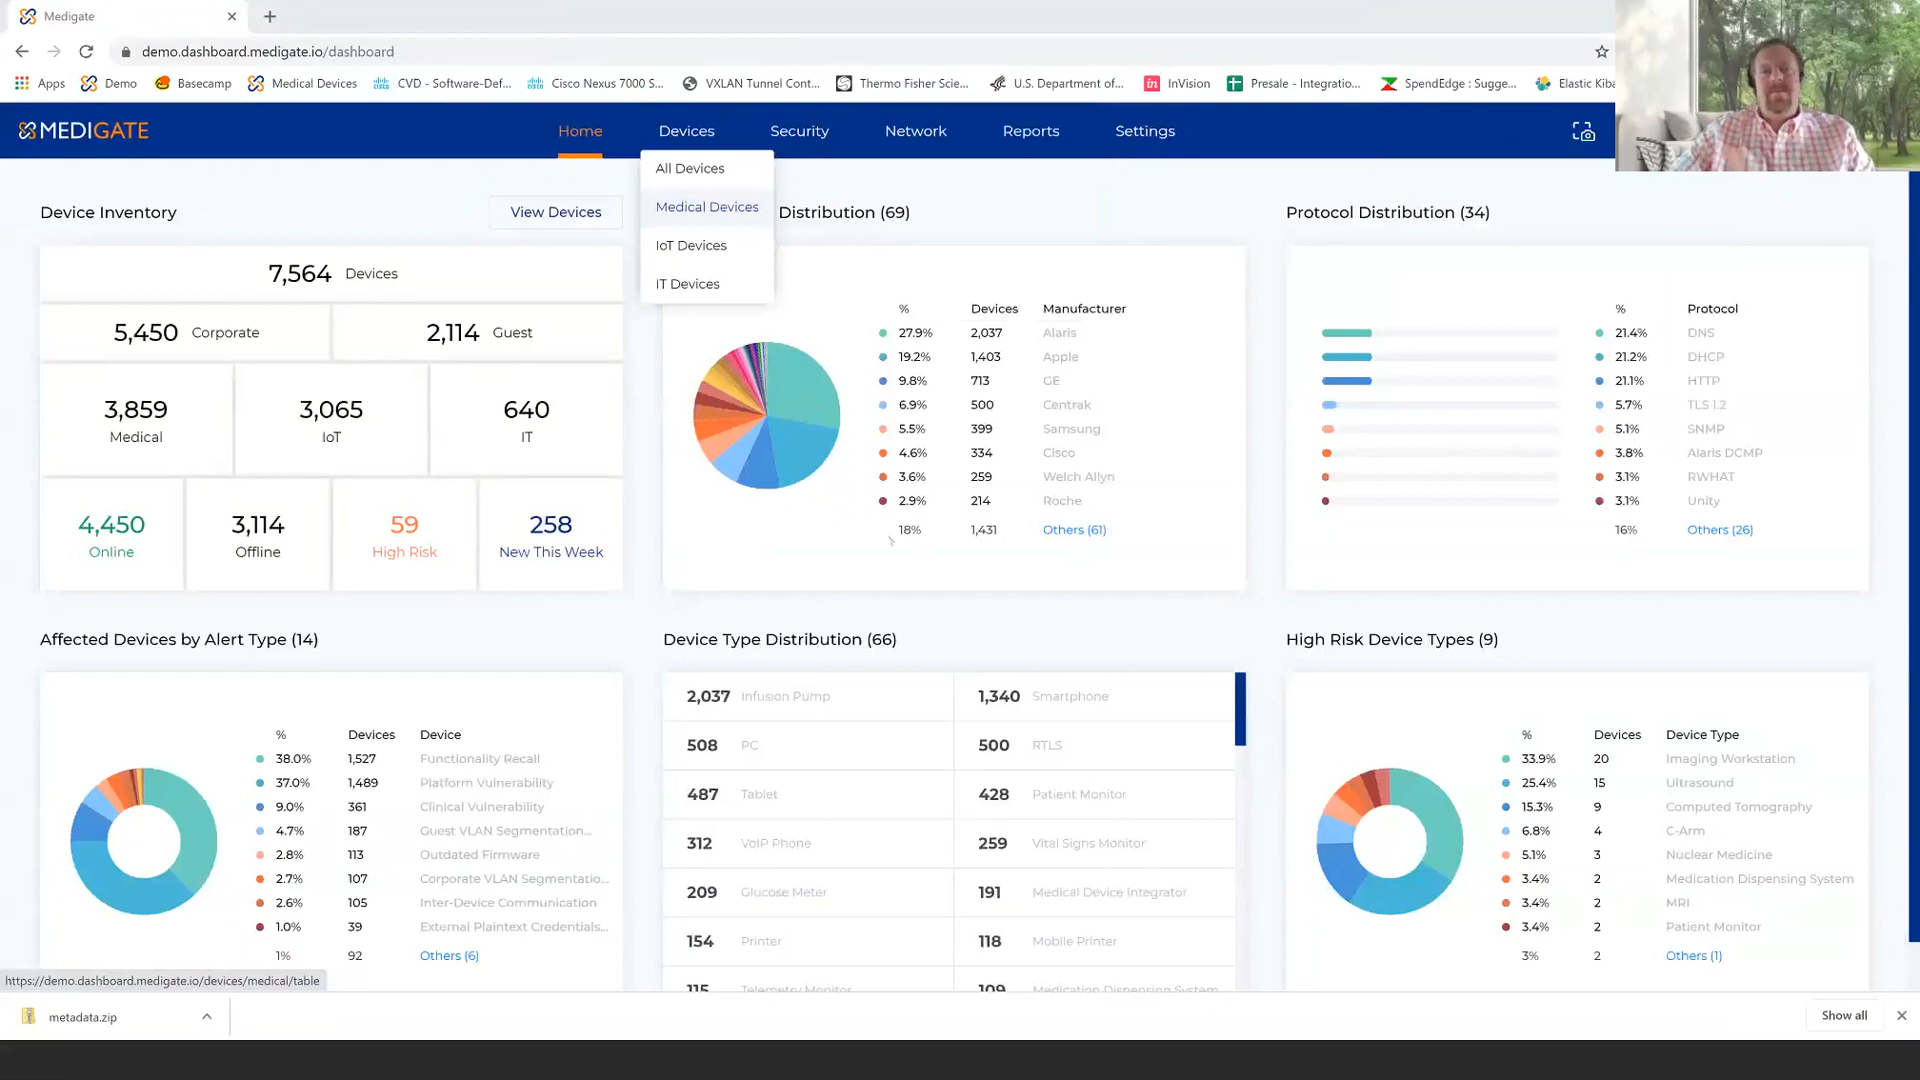 Medigate
demo.dashboard.medigate.io/dashboard
Apps Demo Basecamp Medical Devices CVD - Software-Def... Cisco Nexus 7000 S... VXLAN Tunnel Cont... Thermo Fisher Scie... U.S. Department of... InVision Presale - Integratio... SpendEdge : Sugge... Elastic Kiba
MEDIGATE Home Devices Security Network Reports Settings
All Devices
Medical Devices
IoT Devices
IT Devices
Device Inventory View Devices
7,564 Devices
5,450 Corporate 2,114 Guest
3,859 3,065 640
Medical IoT IT
4,450 3,114 59 258
Online Offline High Risk New This Week
Distribution (69)
% Devices Manufacturer
27.9% 2,037 Alaris
19.2% 1,403 Apple
9.8% 713 GE
6.9% 500 Centrak
5.5% 399 Samsung
4.6% 334 Cisco
3.6% 259 Welch Allyn
2.9% 214 Roche
18% 1,431 Others (61)
Protocol Distribution (34)
% Protocol
21.4% DNS
21.2% DHCP
21.1% HTTP
5.7% TLS 1.2
5.1% SNMP
3.8% Alaris DCMP
3.1% RWHAT
3.1% Unity
16% Others (26)
Affected Devices by Alert Type (14)
% Devices Device
38.0% 1,527 Functionality Recall
37.0% 1,489 Platform Vulnerability
9.0% 361 Clinical Vulnerability
4.7% 187 Guest VLAN Segmentation...
2.8% 113 Outdated Firmware
2.7% 107 Corporate VLAN Segmentatio...
2.6% 105 Inter-Device Communication
1.0% 39 External Plaintext Credentials...
1% 92 Others (6)
Device Type Distribution (66)
2,037 Infusion Pump 1,340 Smartphone
508 PC 500 RTLS
487 Tablet 428 Patient Monitor
312 VoIP Phone 259 Vital Signs Monitor
209 Glucose Meter 191 Medical Device Integrator
154 Printer 118 Mobile Printer
115 Telemetry Monitor 109 Medication Dispensing System
High Risk Device Types (9)
% Devices Device Type
33.9% 20 Imaging Workstation
25.4% 15 Ultrasound
15.3% 9 Computed Tomography
6.8% 4 C-Arm
5.1% 3 Nuclear Medicine
3.4% 2 Medication Dispensing System
3.4% 2 MRI
3.4% 2 Patient Monitor
3% 2 Others (1)
https://demo.dashboard.medigate.io/devices/medical/table
metadata.zip Show all